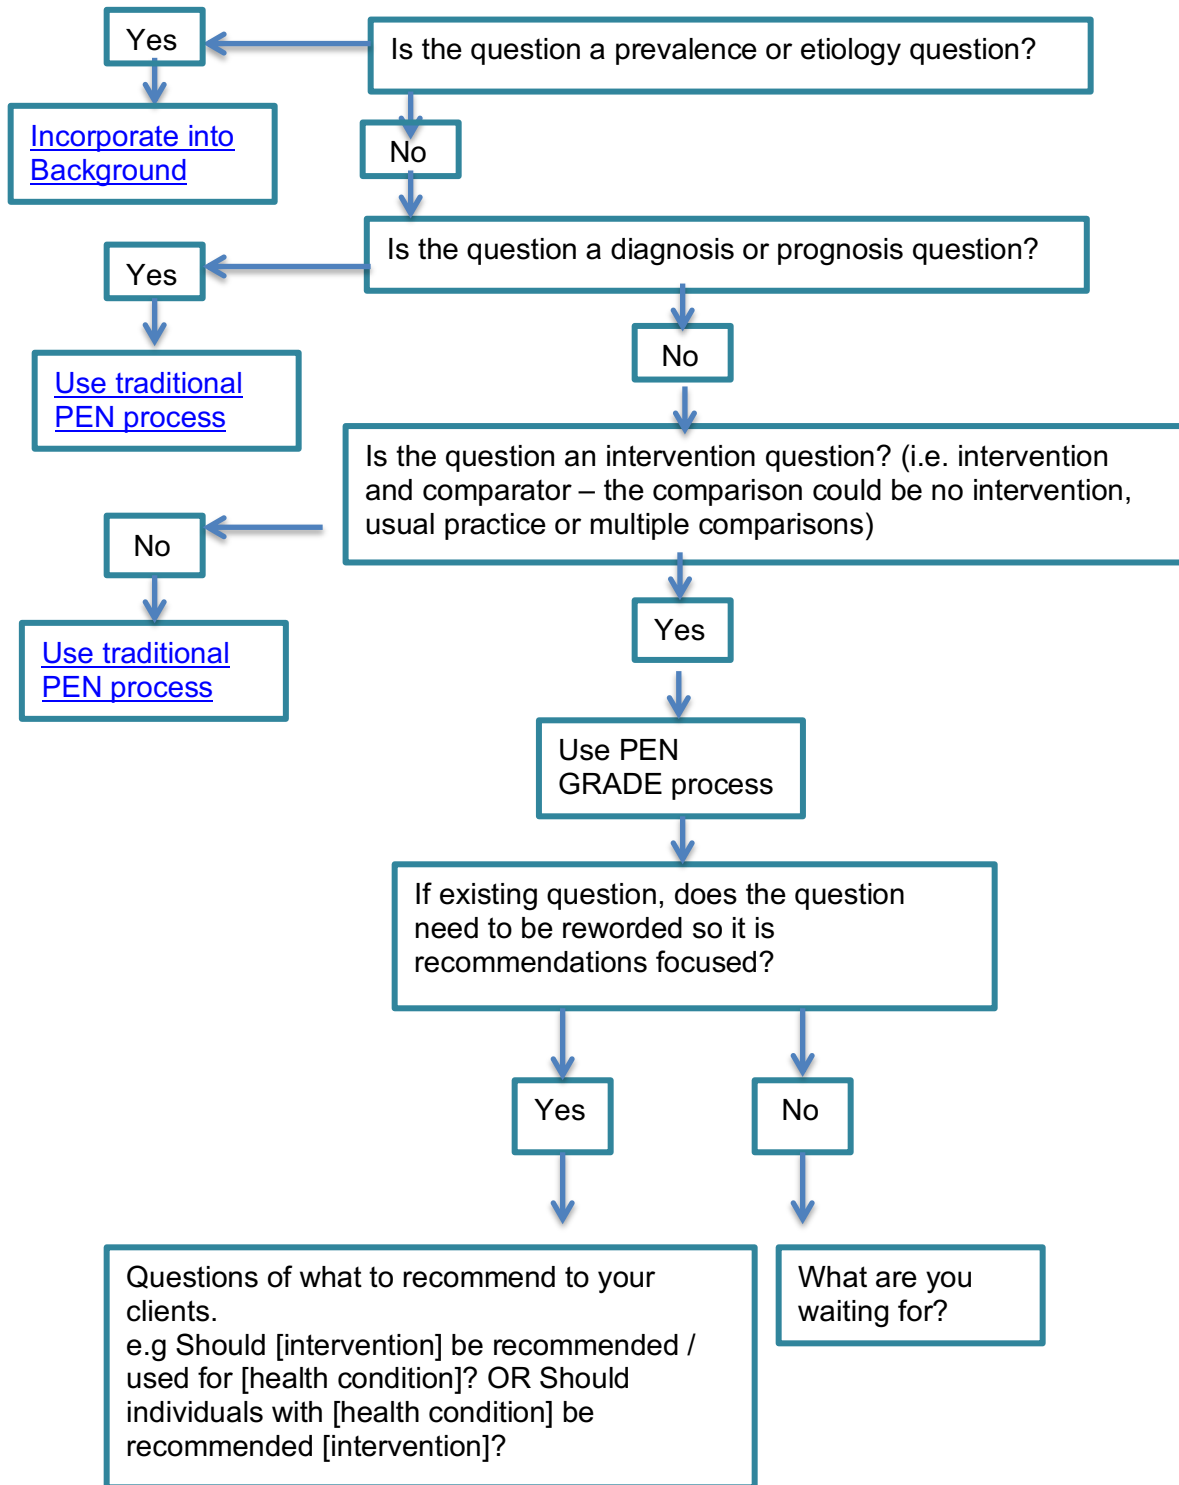 Yes
Is the question a prevalence or etiology question?
Incorporate into
Background
No
Is the question a diagnosis or prognosis question?
Yes
Use traditional
PEN process
No
Is the question an intervention question? (i.e. intervention
and comparator – the comparison could be no intervention,
usual practice or multiple comparisons)
No
Use traditional
PEN process
Yes
Use PEN
GRADE process
If existing question, does the question
need to be reworded so it is
recommendations focused?
Yes
No
Questions of what to recommend to your
clients.
e.g Should [intervention] be recommended /
used for [health condition]? OR Should
individuals with [health condition] be
recommended [intervention]?
What are you
waiting for?